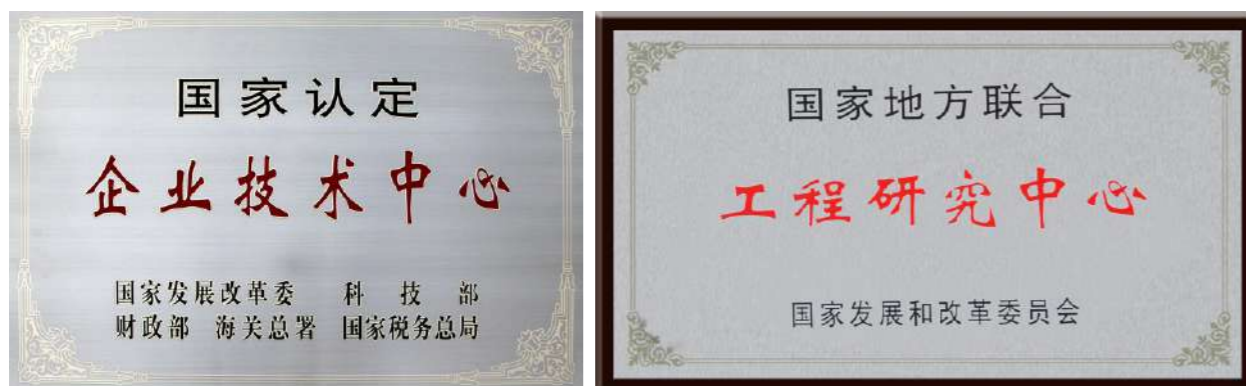 国家认定
企业技术中心
国家发展改革委 科技部
财政部 海关总署 国家税务总局
国家地方联合
工程研究中心
国家发展和改革委员会